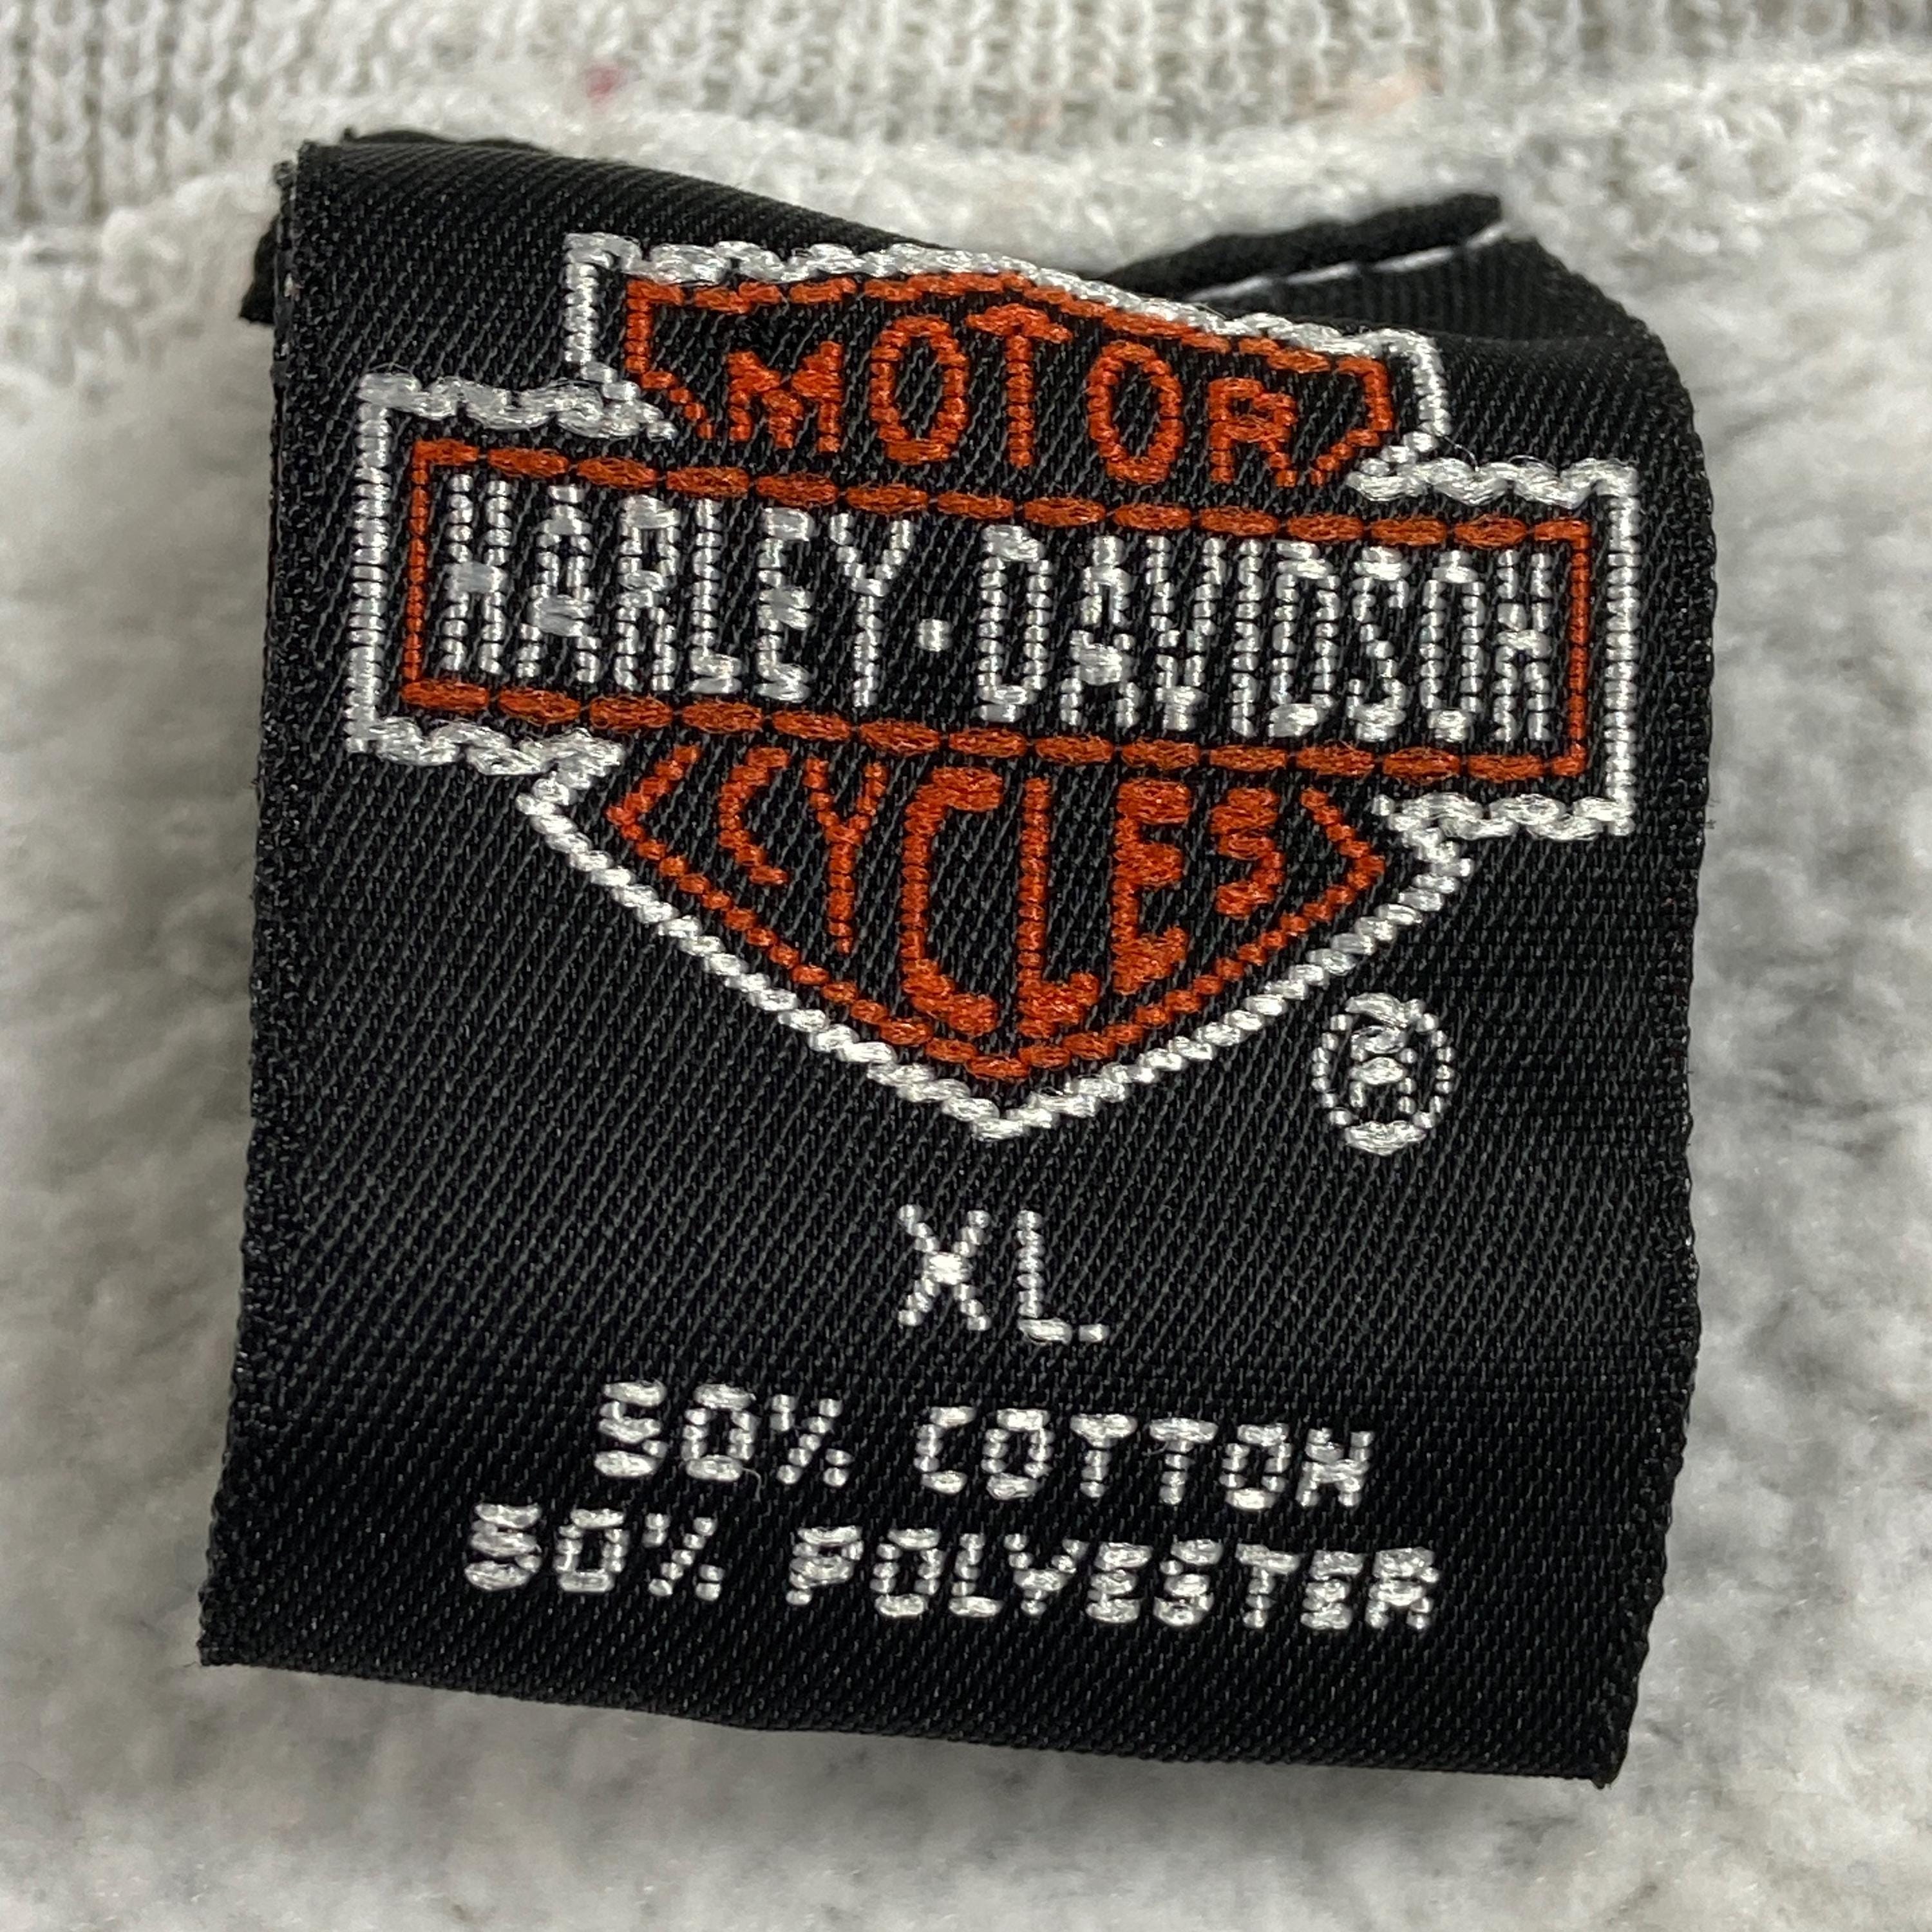 MOTOR
HARLEY·DAVIDSON
CYCLES
®
XL.
50% COTTON
50% POLYESTER